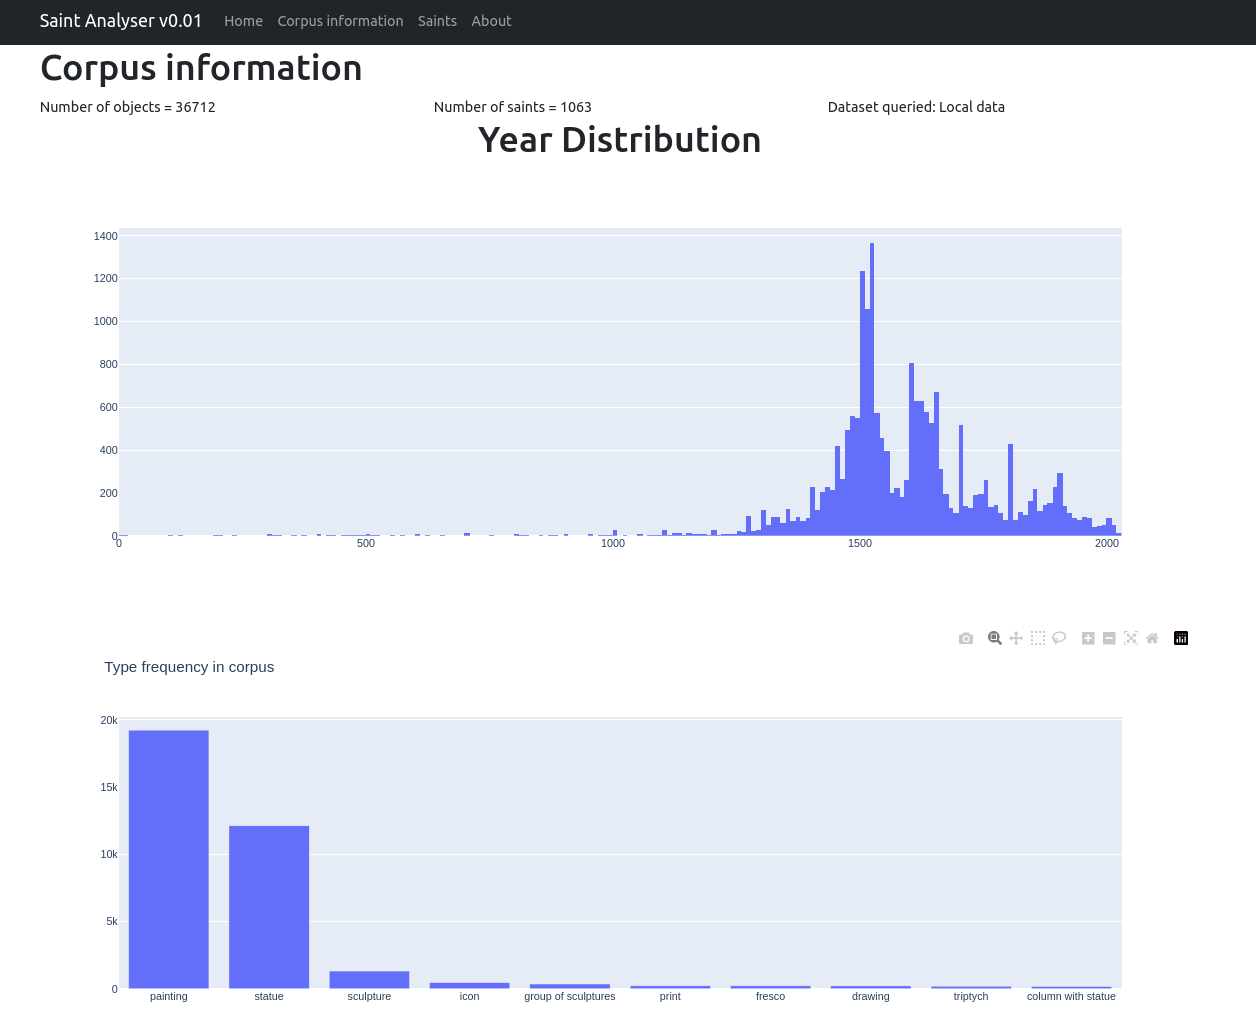 Saint Analyser v0.01 Home Corpus information Saints About
Corpus information
Number of objects = 36712 Number of saints = 1063 Dataset queried: Local data
Year Distribution
1400
1200
1000
800
600
400
200
0
0 500 1000 1500 2000
Type frequency in corpus
20k
15k
10k
5k
0
painting statue sculpture icon group of sculptures print fresco drawing triptych column with statue